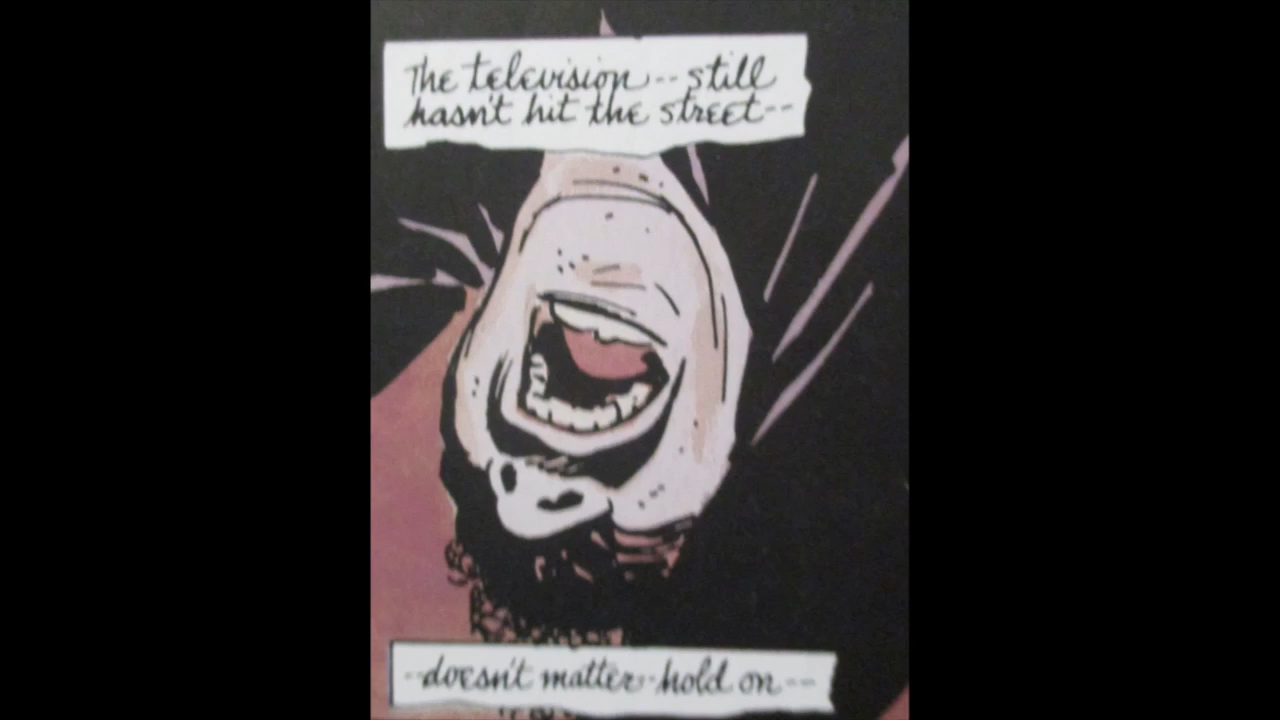 The television -- still
hasn't hit the street--
--doesn't matter--hold on--